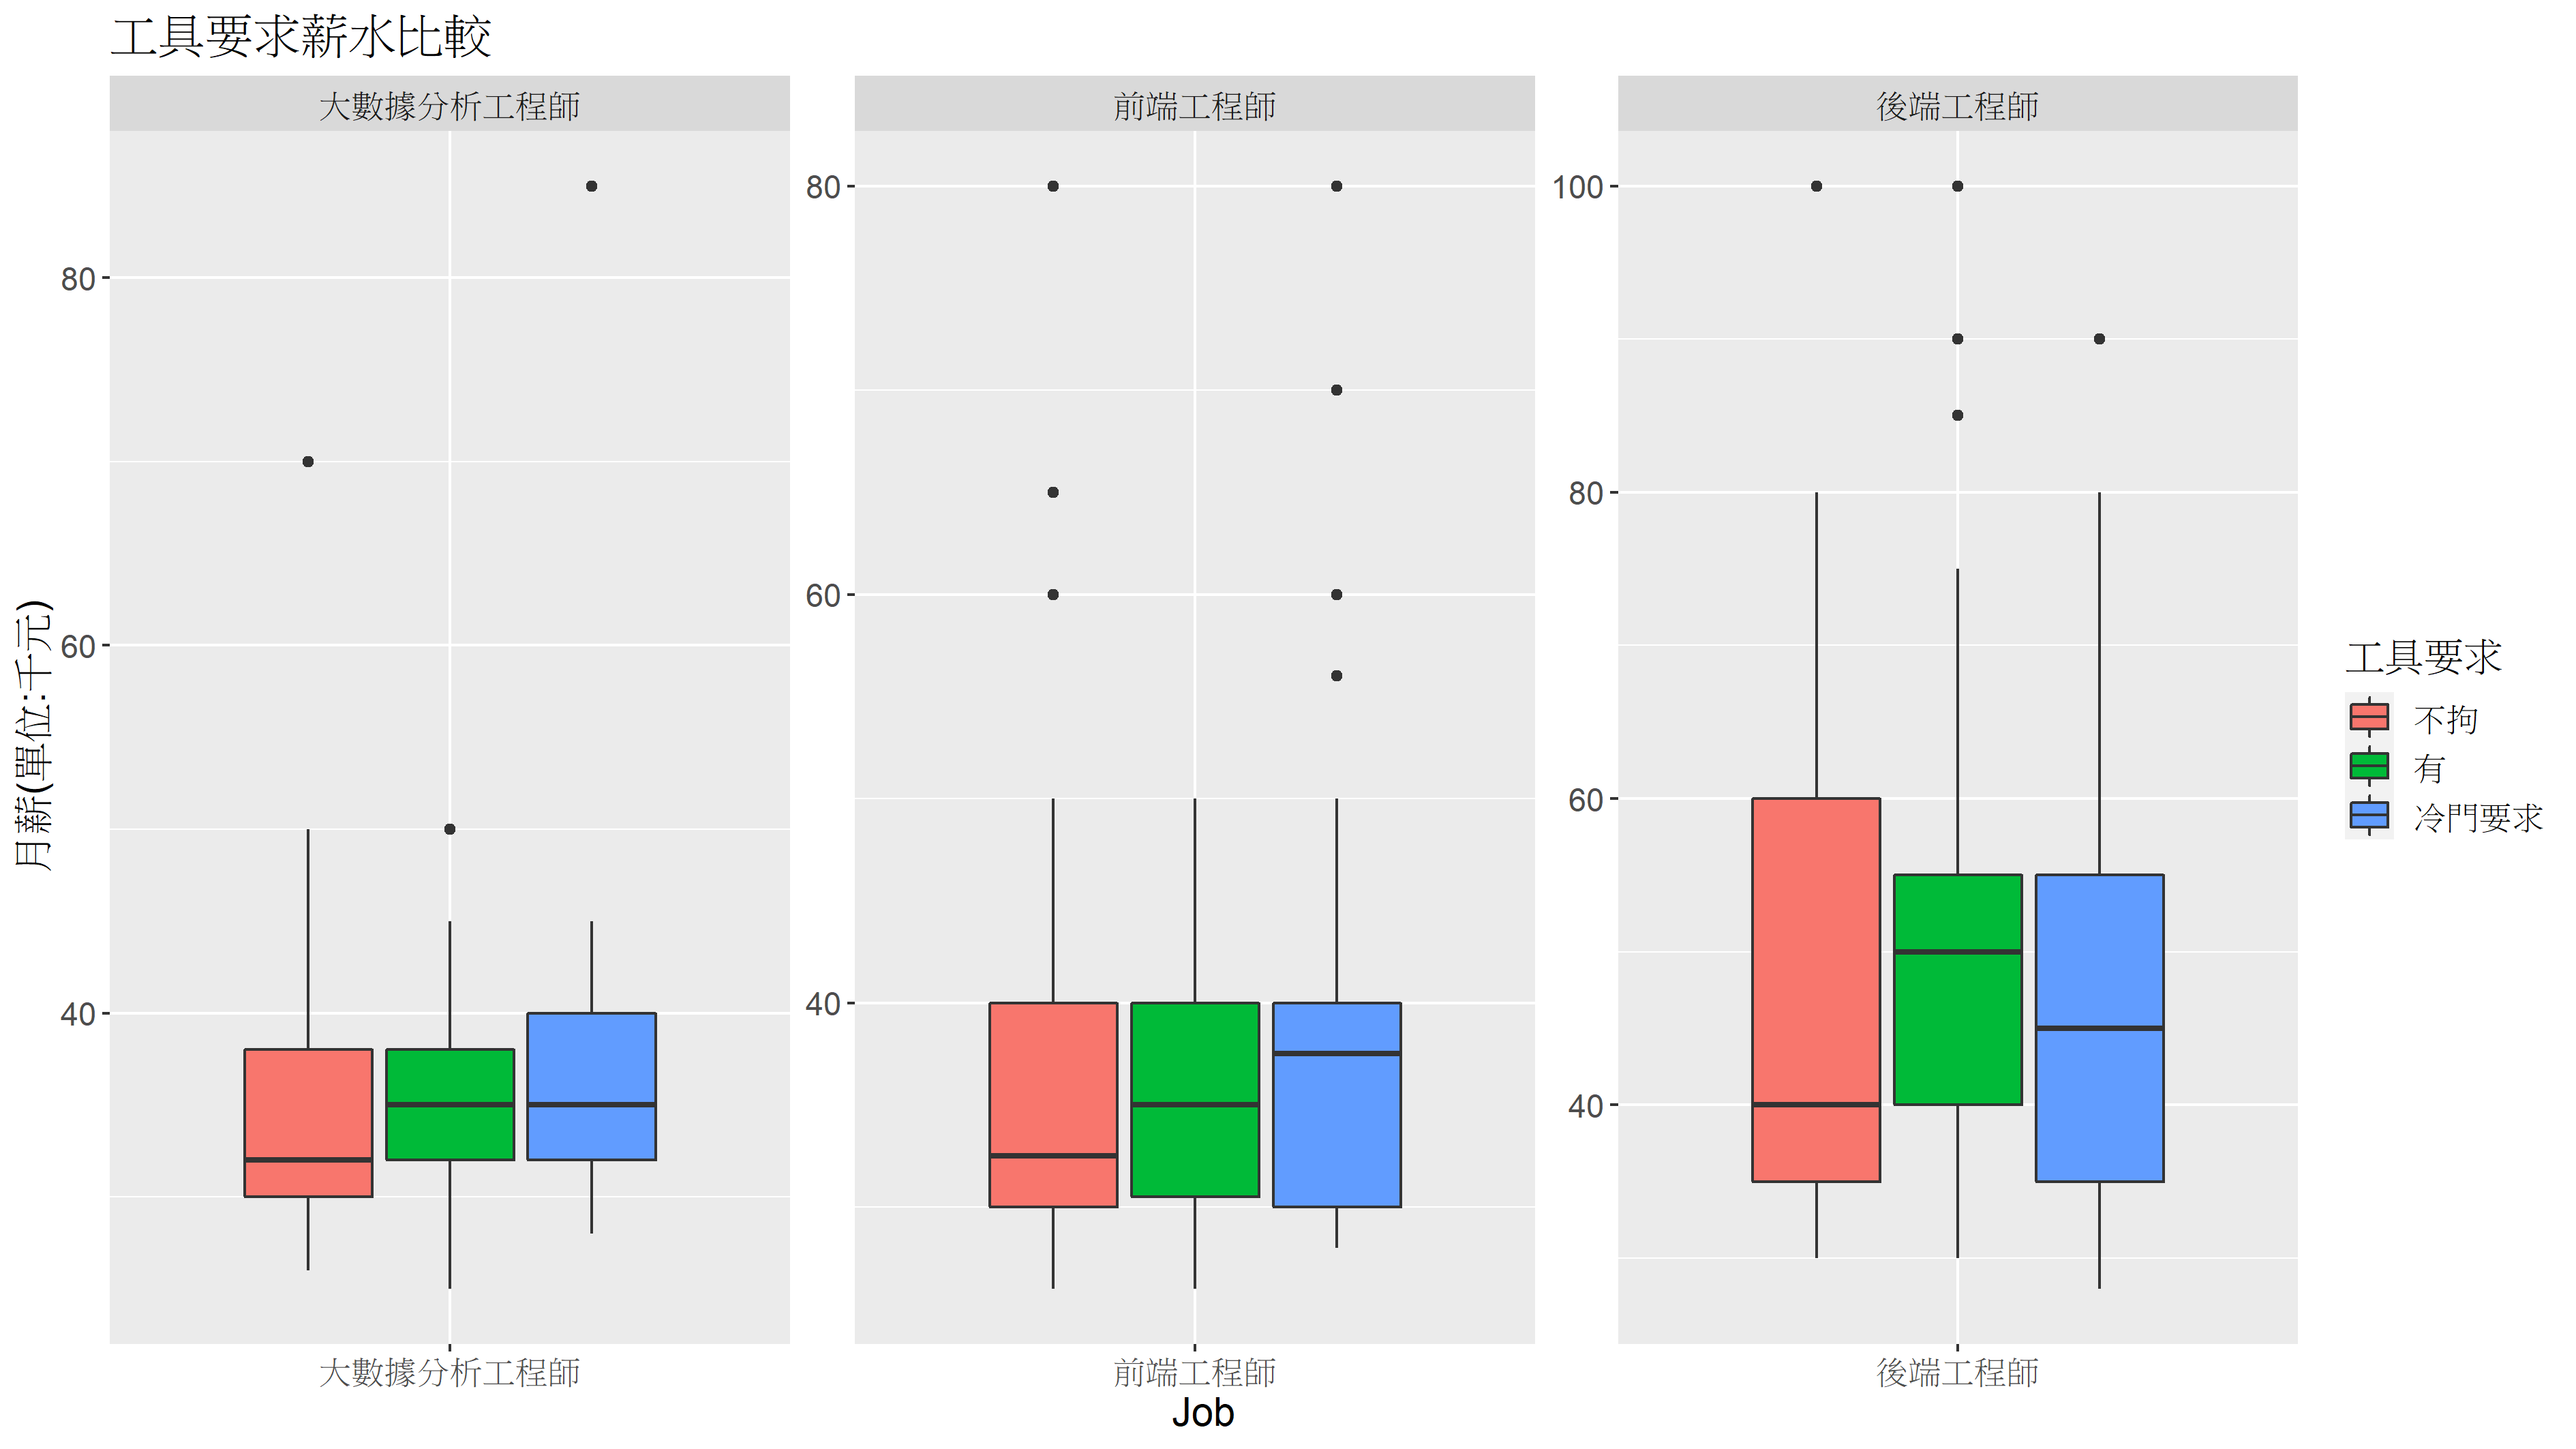 工具要求薪水比較
大數據分析工程師
前端工程師
後端工程師
月薪(單位:千元)
80
60
40
80
60
40
100
80
60
40
大數據分析工程師
前端工程師
後端工程師
Job
工具要求
不拘
有
冷門要求